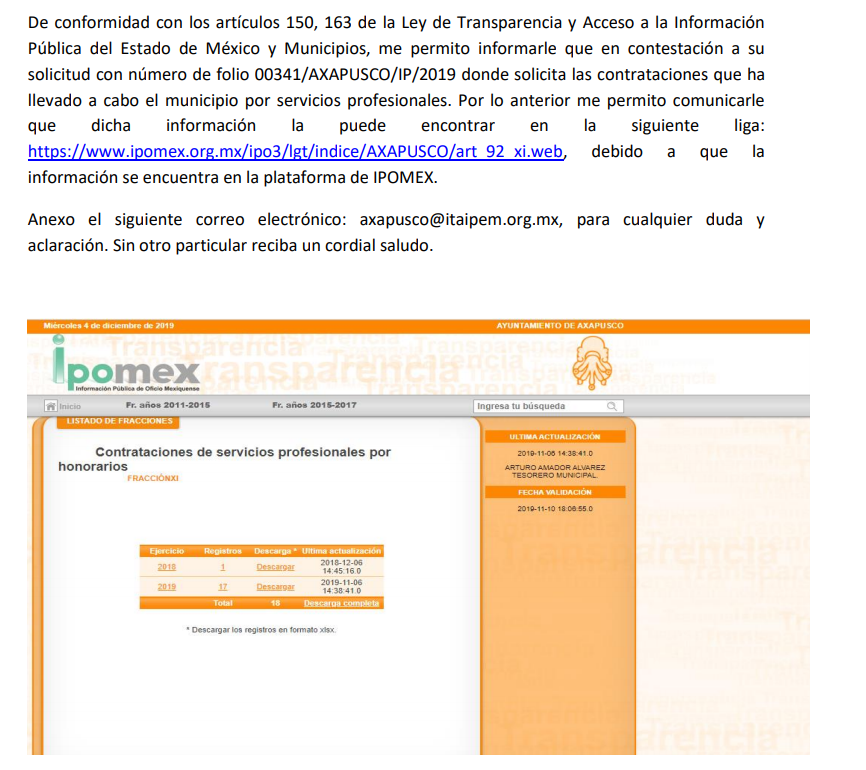 De conformidad con los artículos 150, 163 de la Ley de Transparencia y Acceso a la Información
Pública del Estado de México y Municipios, me permito informarle que en contestación a su
solicitud con número de folio 00341/AXAPUSCO/IP/2019 donde solicita las contrataciones que ha
llevado a cabo el municipio por servicios profesionales. Por lo anterior me permito comunicarle
que dicha información la puede encontrar en la siguiente liga:
https://www.ipomex.org.mx/ipo3/lgt/indice/AXAPUSCO/art_92_xi.web, debido a que la
información se encuentra en la plataforma de IPOMEX.
Anexo el siguiente correo electrónico: axapusco@itaipem.org.mx, para cualquier duda y
aclaración. Sin otro particular reciba un cordial saludo.
Miércoles 4 de diciembre de 2019 AYUNTAMIENTO DE AXAPUSCO
ipomex
Información Pública de Oficio Mexiquense
Inicio Fr. años 2011-2015 Fr. años 2015-2017 Ingresa tu búsqueda
LISTADO DE FRACCIONES
Contrataciones de servicios profesionales por
honorarios
FRACCIÒNXI
ULTIMA ACTUALIZACIÓN
2019-11-06 14:38:41.0
ARTURO AMADOR ALVAREZ
TESORERO MUNICIPAL
FECHA VALIDACIÓN
2019-11-10 18:06:55.0
Ejercicio Registros Descarga * Ultima actualización
2018 1 Descargar 2018-12-06
14:45:16.0
2019 17 Descargar 2019-11-06
14:38:41.0
Total 18 Descarga completa
* Descargar los registros en formato xlsx.